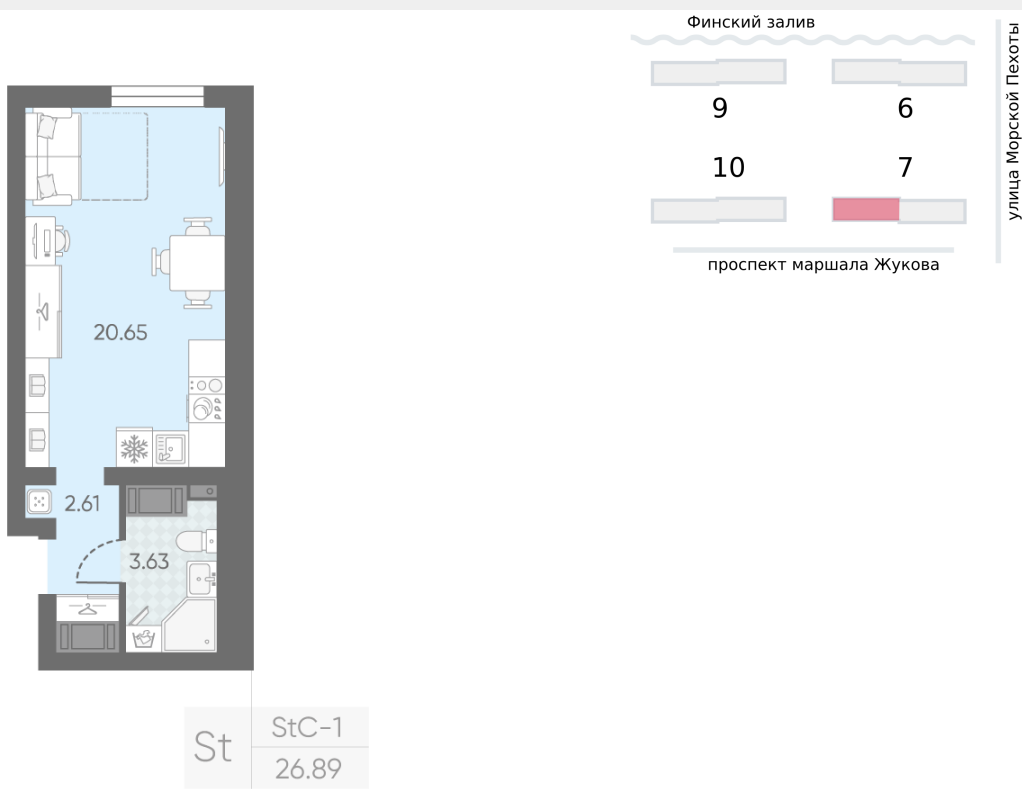 Финский залив
9
6
10
7
проспект маршала Жукова
улица Морской Пехоты
20.65
2.61
3.63
St
StC-1
26.89